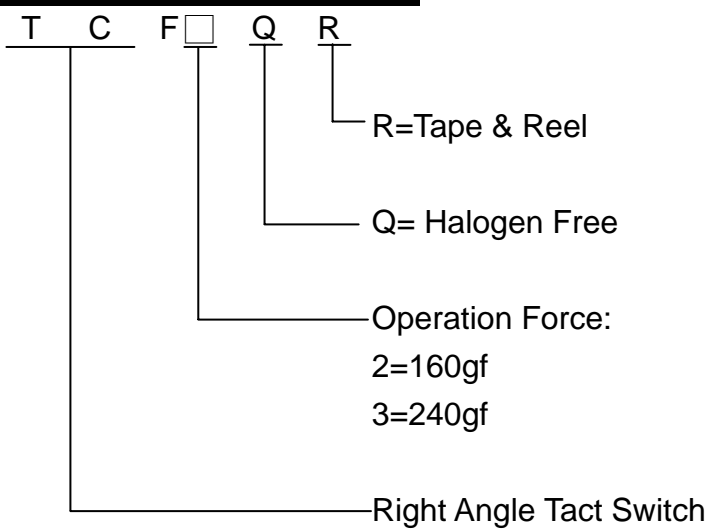 T C F□ Q R
R=Tape & Reel
Q= Halogen Free
Operation Force:
2=160gf
3=240gf
Right Angle Tact Switch